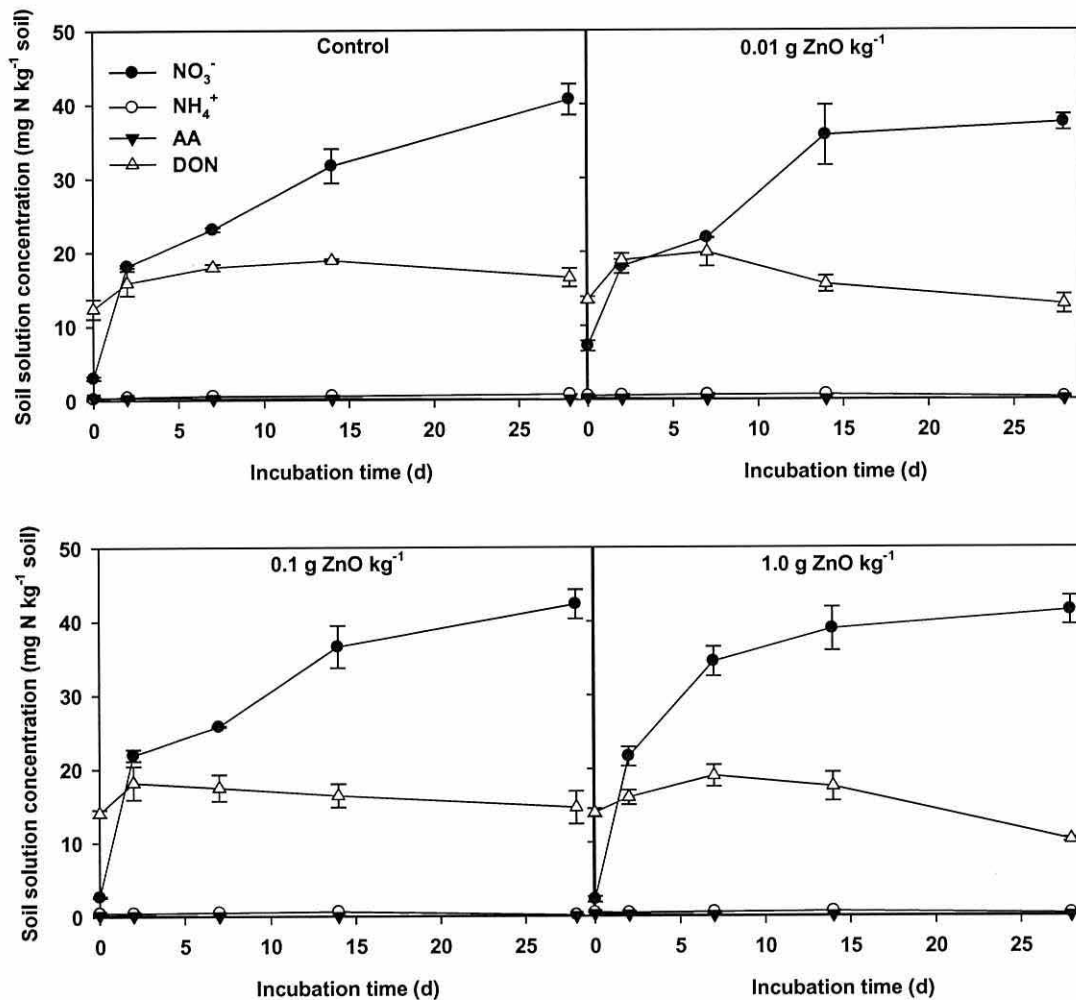 Control
0.01 g ZnO kg⁻¹
NO₃⁻
NH₄⁺
AA
DON
Soil solution concentration (mg N kg⁻¹ soil)
50
40
30
20
10
0
0 5 10 15 20 25
0 5 10 15 20 25
Incubation time (d)
Incubation time (d)
0.1 g ZnO kg⁻¹
1.0 g ZnO kg⁻¹
Soil solution concentration (mg N kg⁻¹ soil)
50
40
30
20
10
0
0 5 10 15 20 25
0 5 10 15 20 25
Incubation time (d)
Incubation time (d)